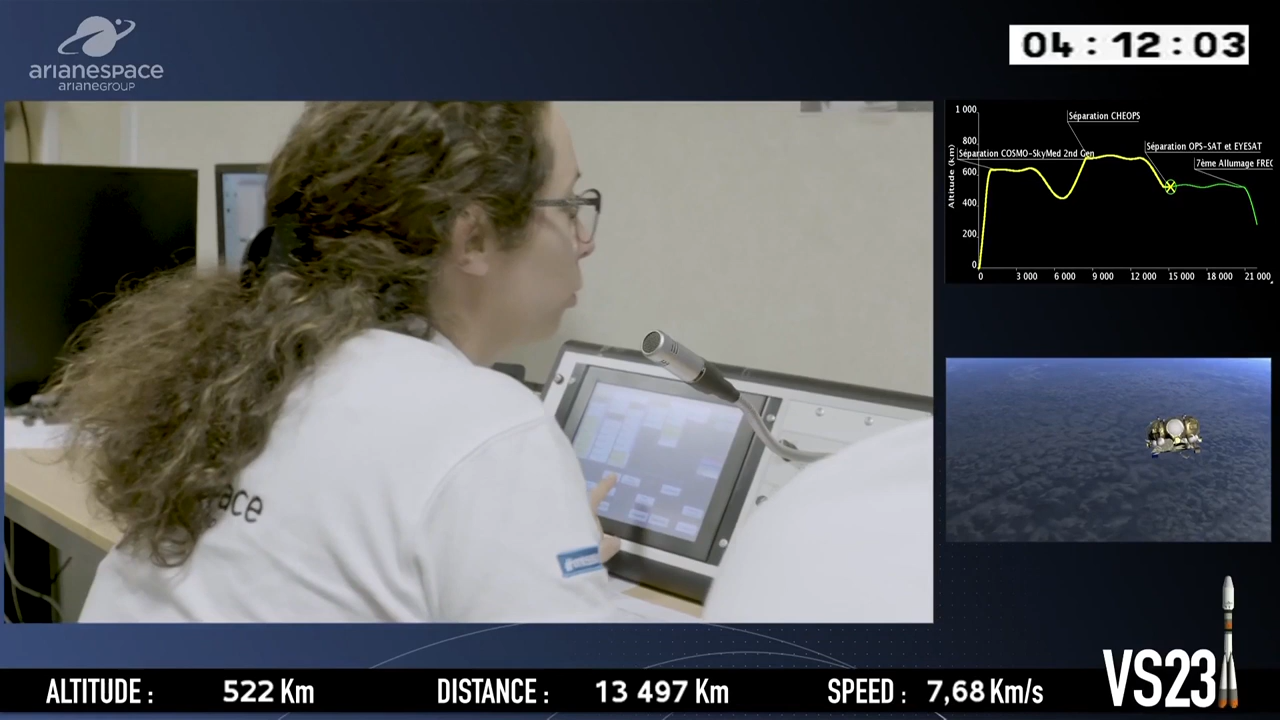 arianespace
arianeGROUP
04 : 12 : 03
1 000
800
600
400
200
0
Altitude (km)
Séparation CHEOPS
Séparation COSMO-SkyMed 2nd Gen
Séparation OPS-SAT et EYESAT
7ème Allumage FREG
0
3 000
6 000
9 000
12 000
15 000
18 000
21 000
ace
ALTITUDE : 522 Km
DISTANCE : 13 497 Km
SPEED : 7,68 Km/s
VS23